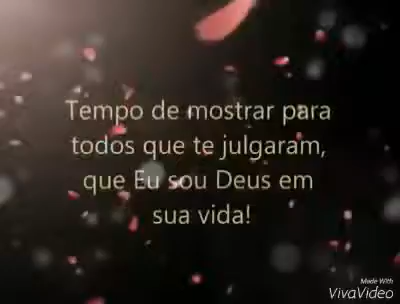 Tempo de mostrar para
todos que te julgaram,
que Eu sou Deus em
sua vida!
Made With
VivaVideo